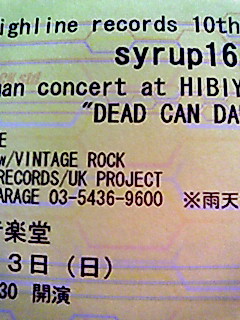 ighline records 10th
syrup16
man concert at HIBIY
"DEAD CAN DA
E
w/VINTAGE ROCK
RECORDS/UK PROJECT
GARAGE 03-5436-9600 ※雨天
音楽堂
3日(日)
30 開演